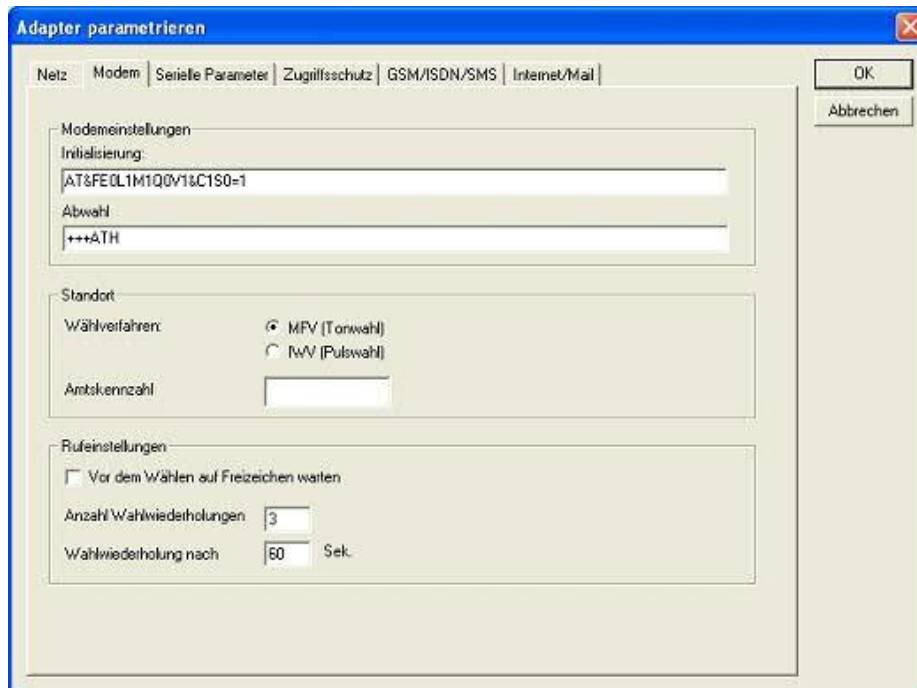 Adapter parametrieren
Netz Modem Serielle Parameter Zugriffsschutz GSM/ISDN/SMS Internet/Mail
OK
Abbrechen
Modemeinstellungen
Initialisierung:
AT&FE0L1M1Q0V1&C1S0=1
Abwahl
+++ATH
Standort
Wählverfahren: MFV (Tonwahl)
IWV (Pulswahl)
Amtskennzahl
Rufeinstellungen
Vor dem Wählen auf Freizeichen warten
Anzahl Wahlwiederholungen 3
Wahlwiederholung nach 60 Sek.